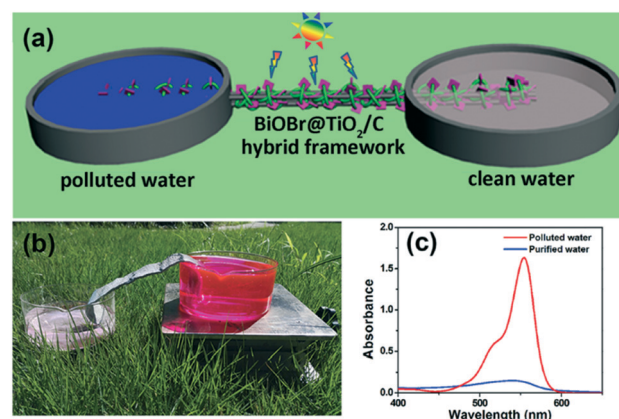 (a)
BiOBr@TiO₂/C
hybrid framework
polluted water
clean water
(b)
(c)
2.0
1.5
1.0
0.5
0.0
Absorbance
Polluted water
Purified water
400
500
600
Wavelength (nm)